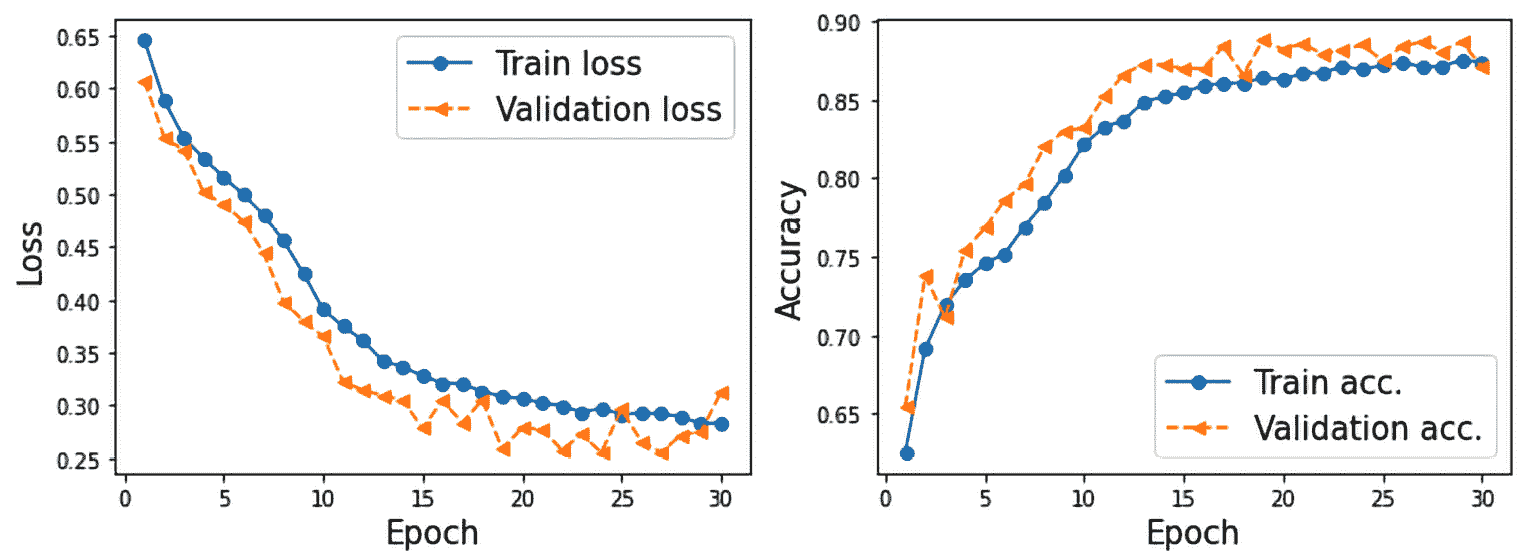 0.65
0.60
0.55
0.50
0.45
0.40
0.35
0.30
0.25
Loss
Train loss
Validation loss
0 5 10 15 20 25 30
Epoch
0.90
0.85
0.80
0.75
0.70
0.65
Accuracy
Train acc.
Validation acc.
0 5 10 15 20 25 30
Epoch